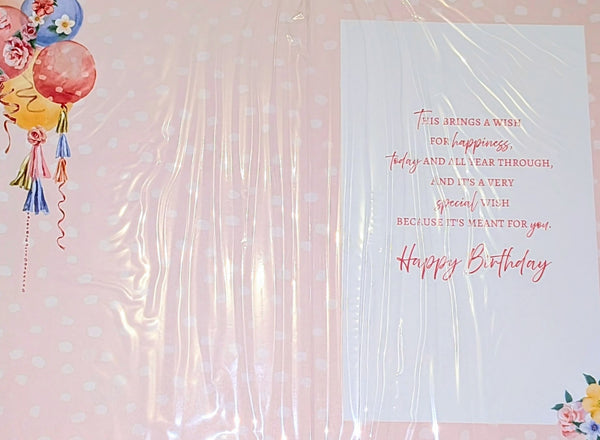 This brings a wish
for happiness,
today and all year through,
and it's a very
special wish
because it's meant for you.
Happy Birthday